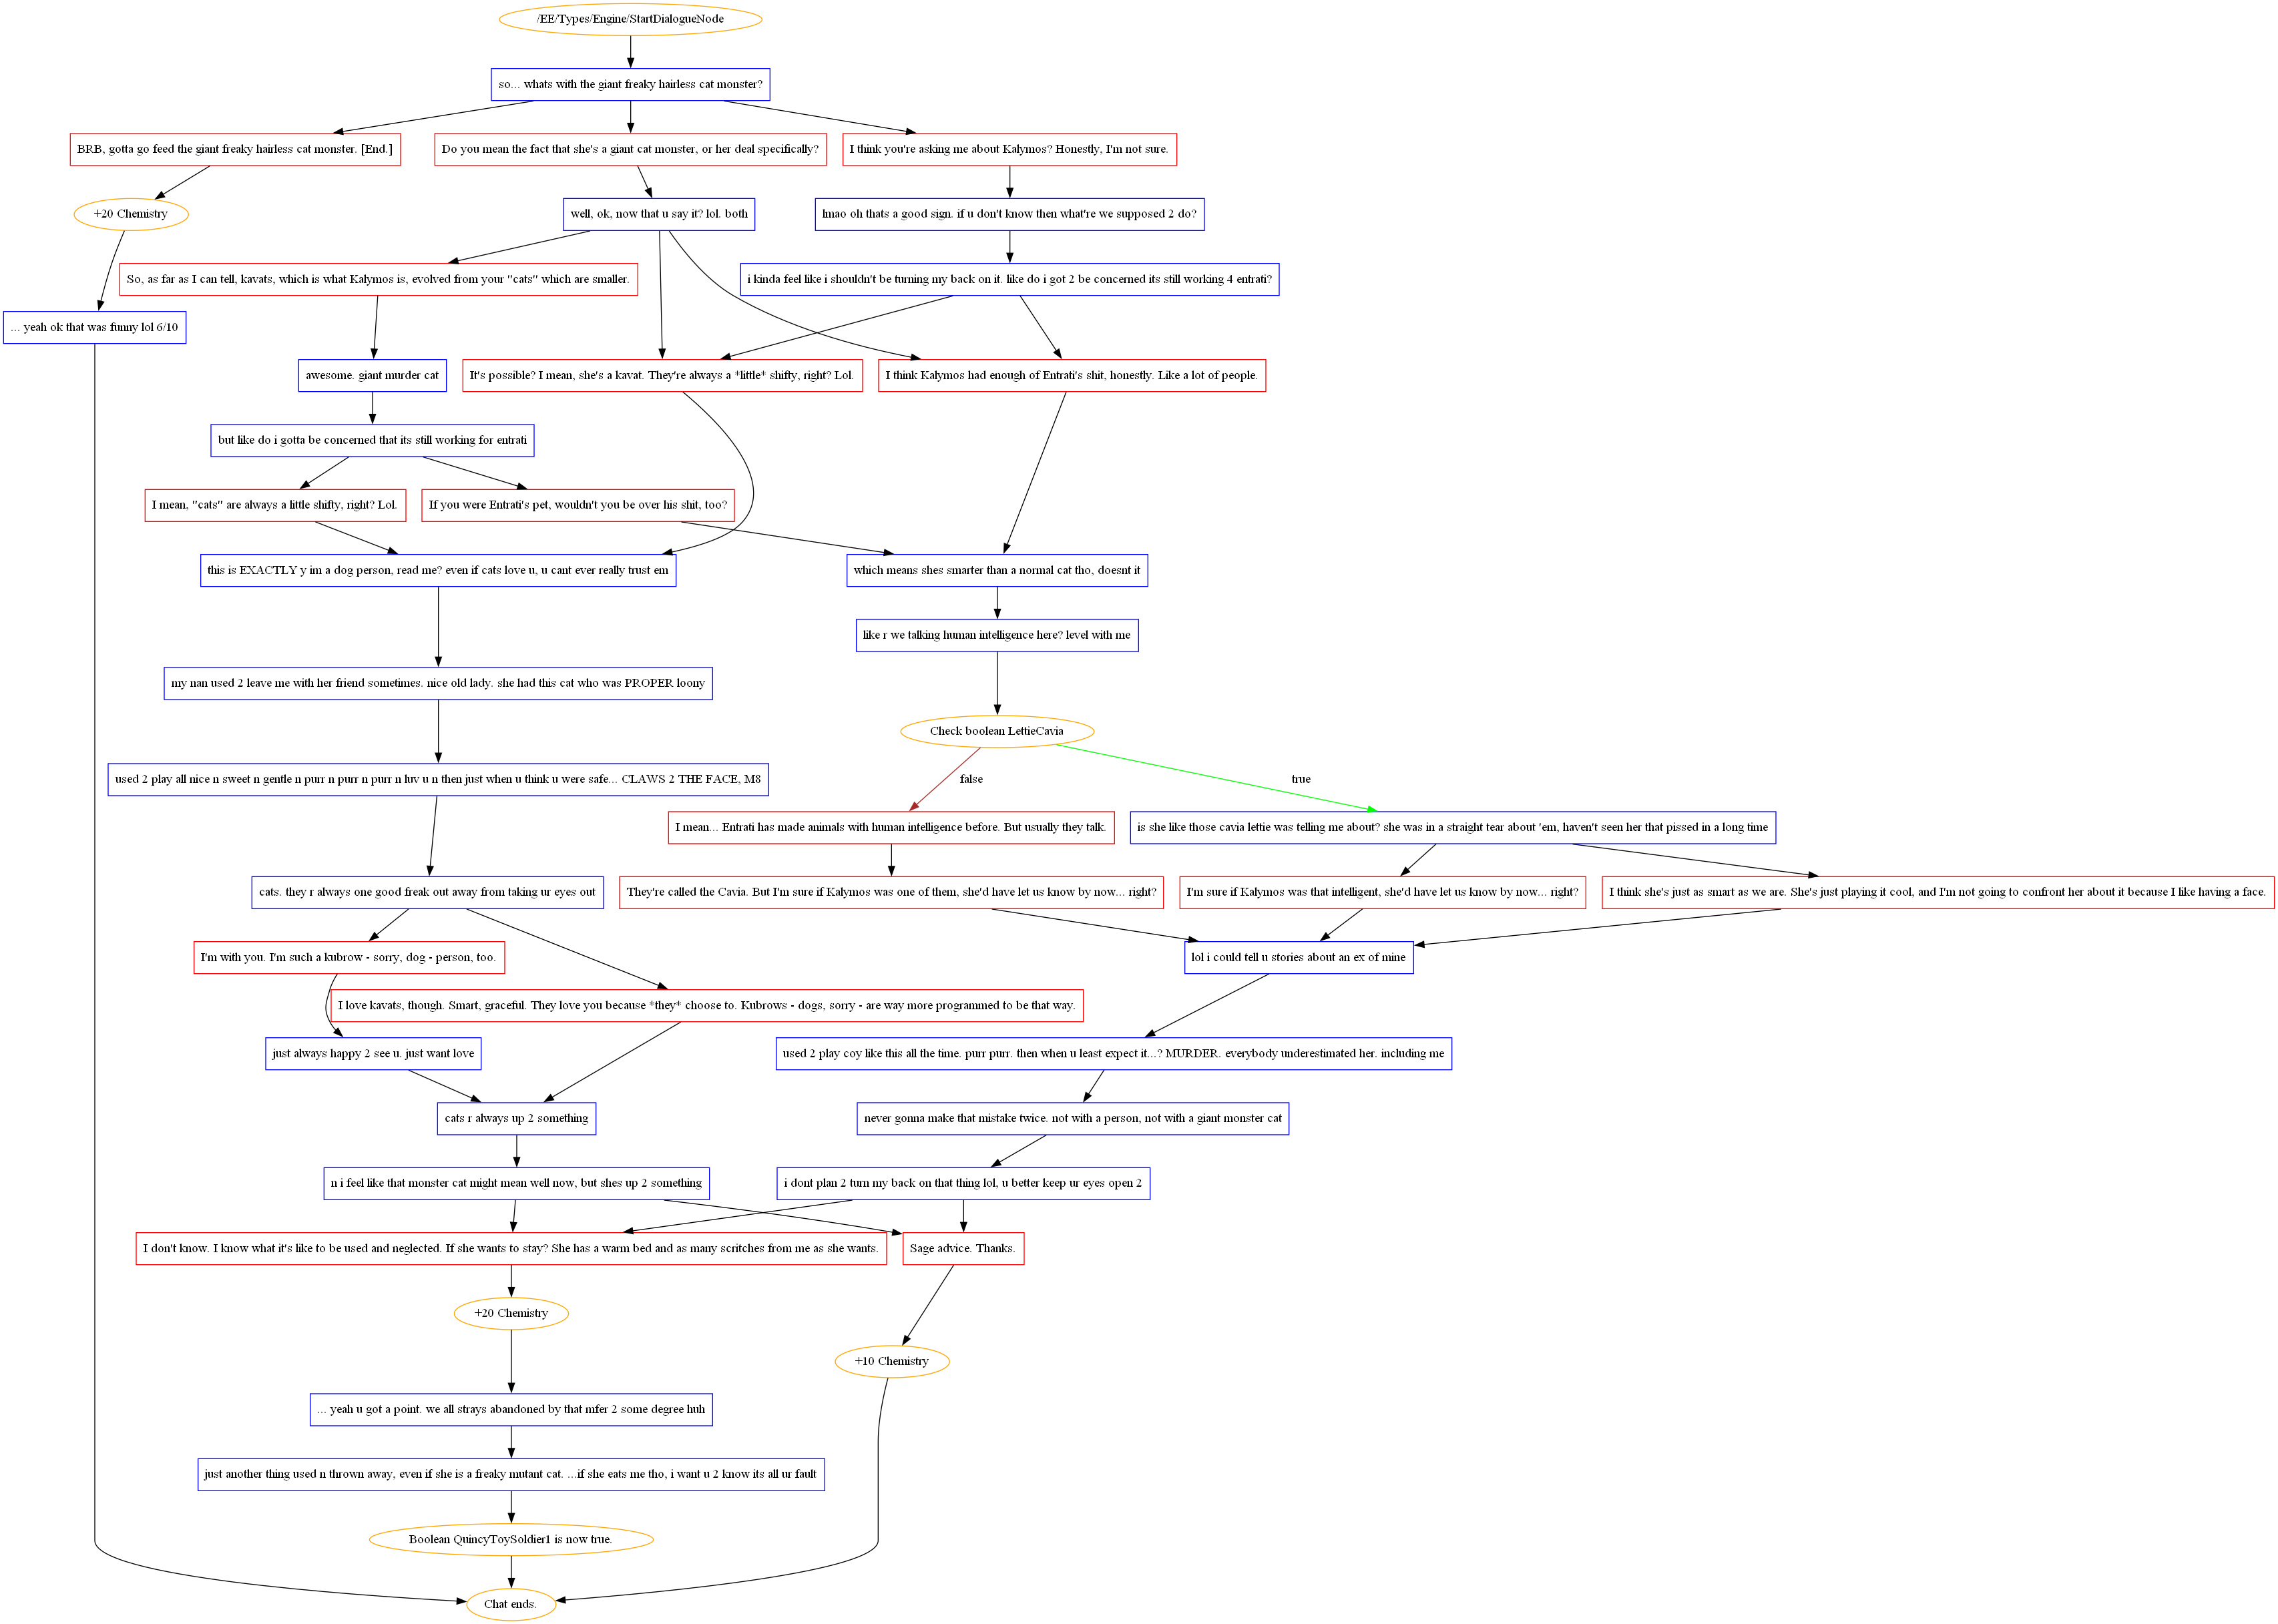 /EE/Types/Engine/StartDialogueNode
so... whats with the giant freaky hairless cat monster?
BRB, gotta go feed the giant freaky hairless cat monster. [End.]
Do you mean the fact that she's a giant cat monster, or her deal specifically?
I think you're asking me about Kalymos? Honestly, I'm not sure.
+20 Chemistry
well, ok, now that u say it? lol. both
lmao oh thats a good sign. if u don't know then what're we supposed 2 do?
So, as far as I can tell, kavats, which is what Kalymos is, evolved from your "cats" which are smaller.
i kinda feel like i shouldn't be turning my back on it. like do i got 2 be concerned its still working 4 entrati?
... yeah ok that was funny lol 6/10
awesome. giant murder cat
It's possible? I mean, she's a kavat. They're always a *little* shifty, right? Lol.
I think Kalymos had enough of Entrati's shit, honestly. Like a lot of people.
but like do i gotta be concerned that its still working for entrati
I mean, "cats" are always a little shifty, right? Lol.
If you were Entrati's pet, wouldn't you be over his shit, too?
this is EXACTLY y im a dog person, read me? even if cats love u, u cant ever really trust em
which means shes smarter than a normal cat tho, doesnt it
like r we talking human intelligence here? level with me
my nan used 2 leave me with her friend sometimes. nice old lady. she had this cat who was PROPER loony
Check boolean LettieCavia
used 2 play all nice n sweet n gentle n purr n purr n purr n luv u n then just when u think u were safe... CLAWS 2 THE FACE, M8
false
true
I mean... Entrati has made animals with human intelligence before. But usually they talk.
is she like those cavia lettie was telling me about? she was in a straight tear about 'em, haven't seen her that pissed in a long time
cats. they r always one good freak out away from taking ur eyes out
They're called the Cavia. But I'm sure if Kalymos was one of them, she'd have let us know by now... right?
I'm sure if Kalymos was that intelligent, she'd have let us know by now... right?
I think she's just as smart as we are. She's just playing it cool, and I'm not going to confront her about it because I like having a face.
I'm with you. I'm such a kubrow - sorry, dog - person, too.
lol i could tell u stories about an ex of mine
I love kavats, though. Smart, graceful. They love you because *they* choose to. Kubrows - dogs, sorry - are way more programmed to be that way.
just always happy 2 see u. just want love
used 2 play coy like this all the time. purr purr. then when u least expect it...? MURDER. everybody underestimated her. including me
cats r always up 2 something
never gonna make that mistake twice. not with a person, not with a giant monster cat
n i feel like that monster cat might mean well now, but shes up 2 something
i dont plan 2 turn my back on that thing lol, u better keep ur eyes open 2
I don't know. I know what it's like to be used and neglected. If she wants to stay? She has a warm bed and as many scritches from me as she wants.
Sage advice. Thanks.
+20 Chemistry
+10 Chemistry
... yeah u got a point. we all strays abandoned by that mfer 2 some degree huh
just another thing used n thrown away, even if she is a freaky mutant cat. ...if she eats me tho, i want u 2 know its all ur fault
Boolean QuincyToySoldier1 is now true.
Chat ends.